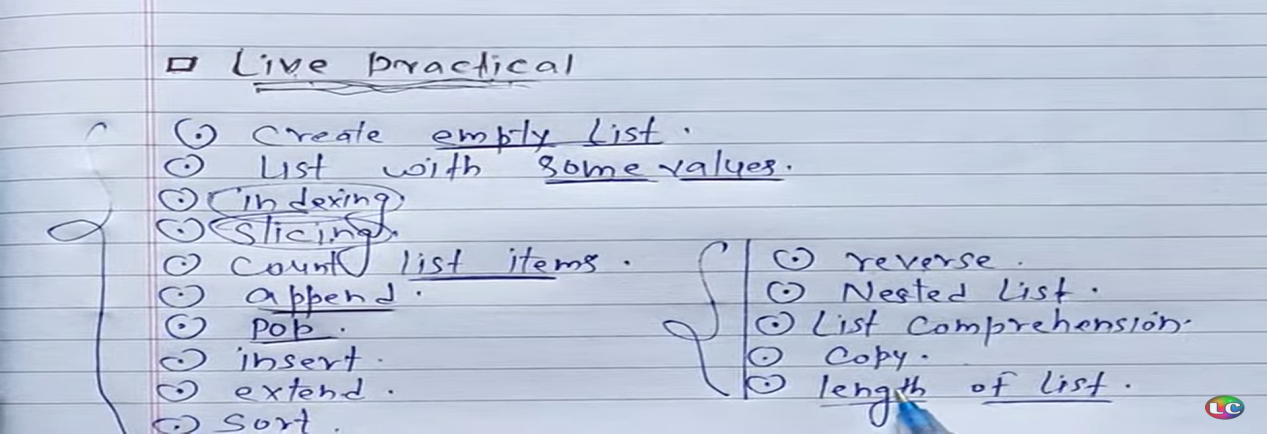 Live practical
create empty list.
List with some values.
indexing
slicing
count list items.
append.
pop.
insert.
extend.
sort.
reverse.
Nested List.
List comprehension.
copy.
length of list.
LC